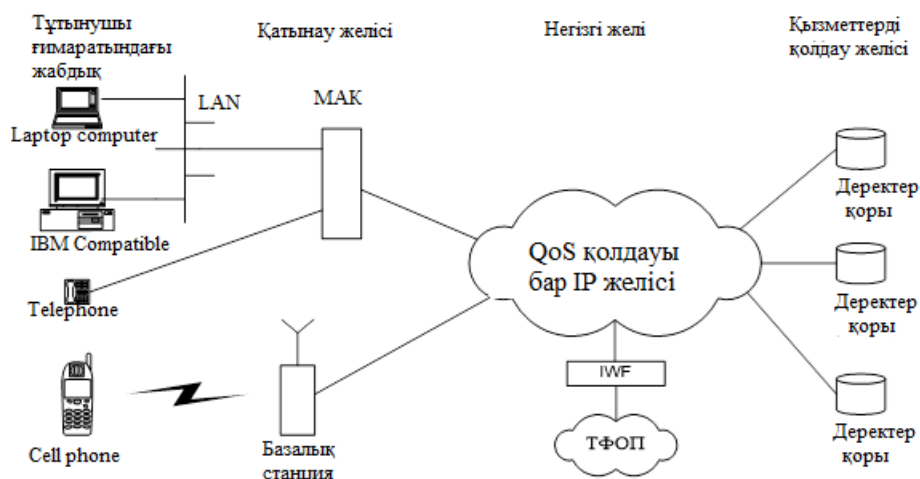 Тұтынушы
ғимаратындағы
жабдық
Қатынау желісі
Негізгі желі
Қызметтерді
қолдау желісі
LAN
МАК
Laptop computer
IBM Compatible
Telephone
Cell phone
Базалық
станция
QoS қолдауы
бар IP желісі
IWF
ТФОП
Деректер
қоры
Деректер
қоры
Деректер
қоры